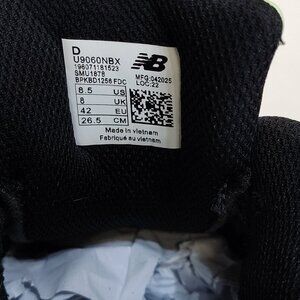 D
U9060NBX
196071181523
SMU1878
BPKBD1256 FDC
MFG:042025
LOC:22
8.5 US
8 UK
42 EU
26.5 CM
Made in vietnam
Fabriqué au vietnam